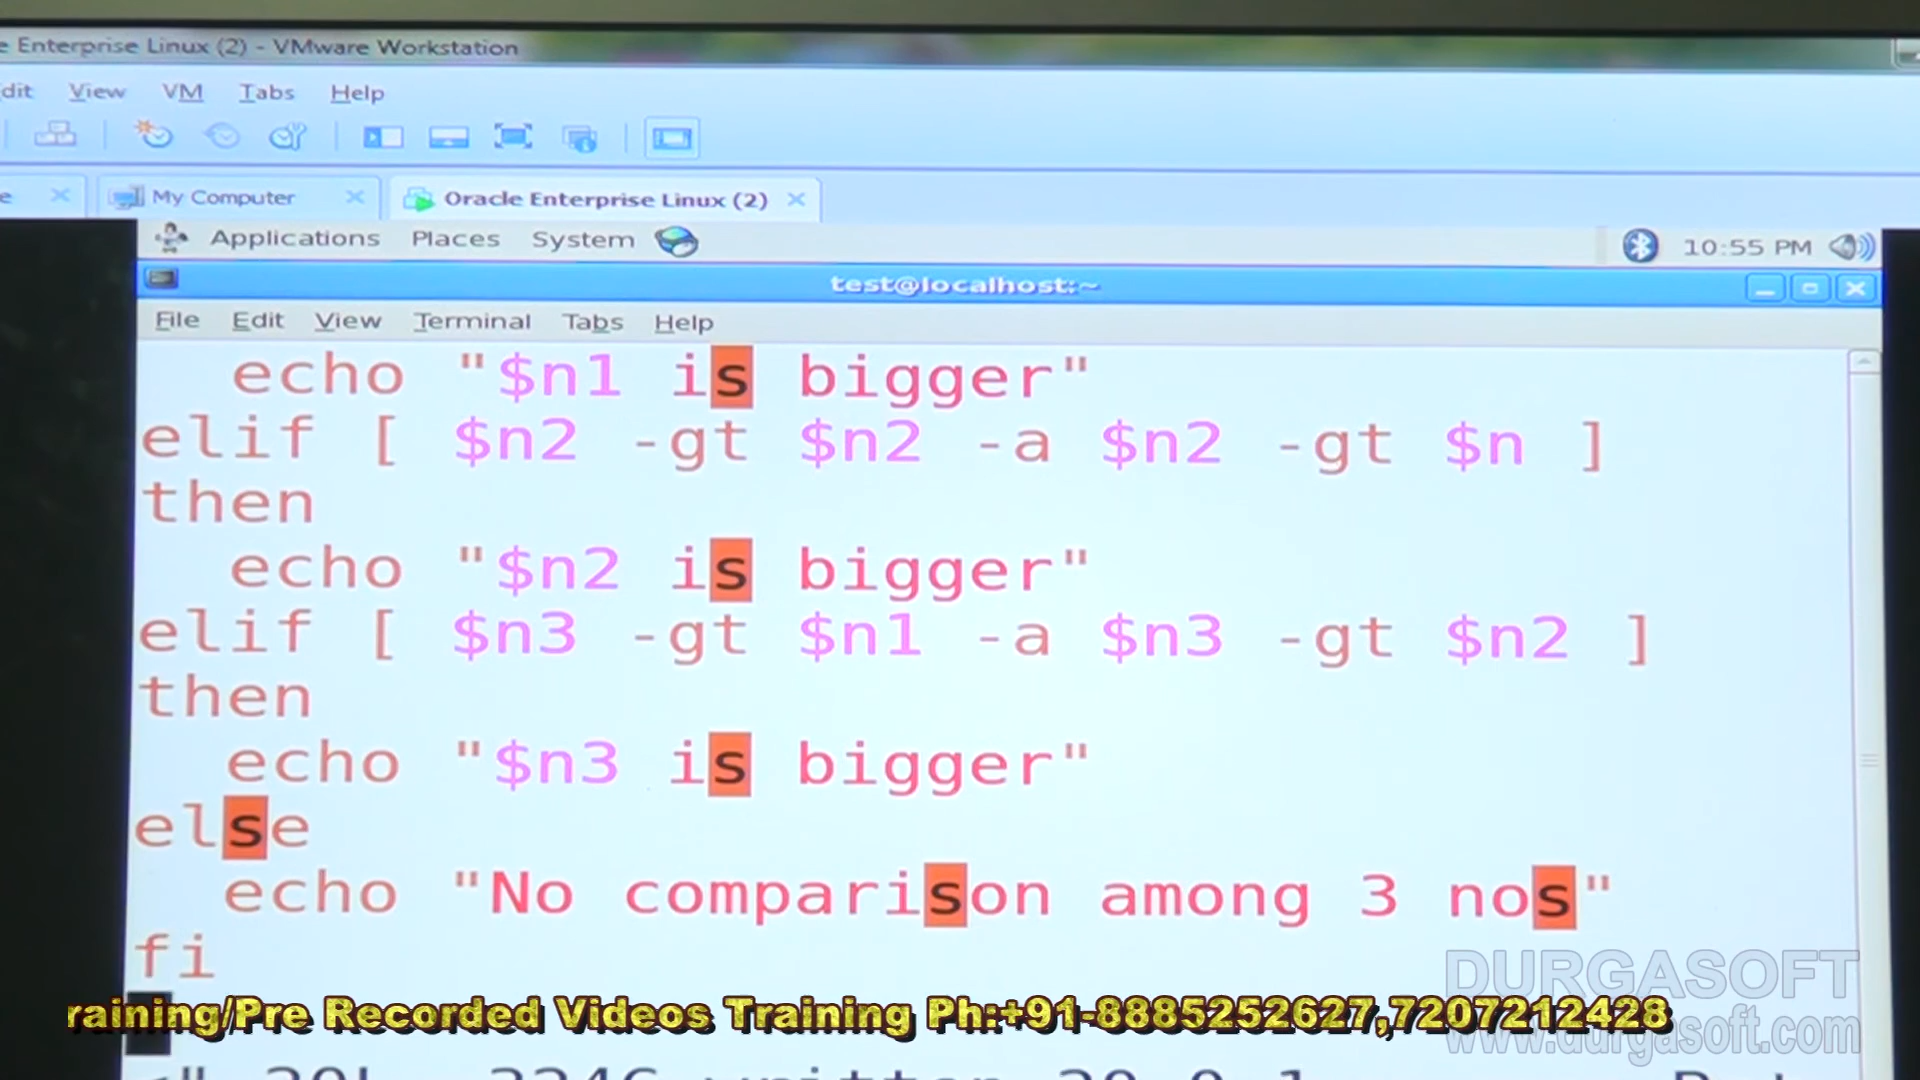 e Enterprise Linux (2) - VMware Workstation
dit View VM Tabs Help
e My Computer Oracle Enterprise Linux (2)
Applications Places System 10:55 PM
test@localhost:~
File Edit View Terminal Tabs Help
echo "$n1 is bigger"
elif [ $n2 -gt $n2 -a $n2 -gt $n ]
then
echo "$n2 is bigger"
elif [ $n3 -gt $n1 -a $n3 -gt $n2 ]
then
echo "$n3 is bigger"
else
echo "No comparison among 3 nos"
fi
DURGASOFT
raining/Pre Recorded Videos Training Ph:+91-8885252627,7207212428
www.durgasoft.com
written